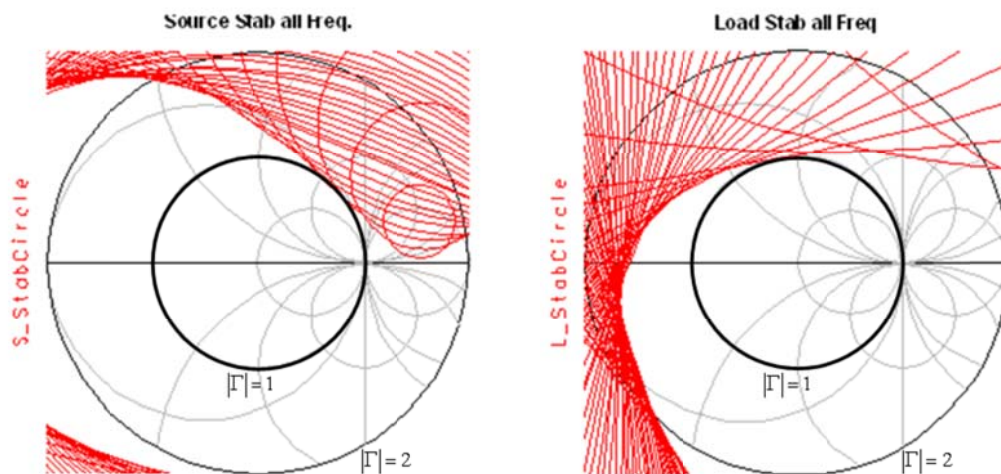 Source Stab all Freq.
S_StabCircle
|Γ| = 1
|Γ| = 2
Load Stab all Freq
L_StabCircle
|Γ| = 1
|Γ| = 2